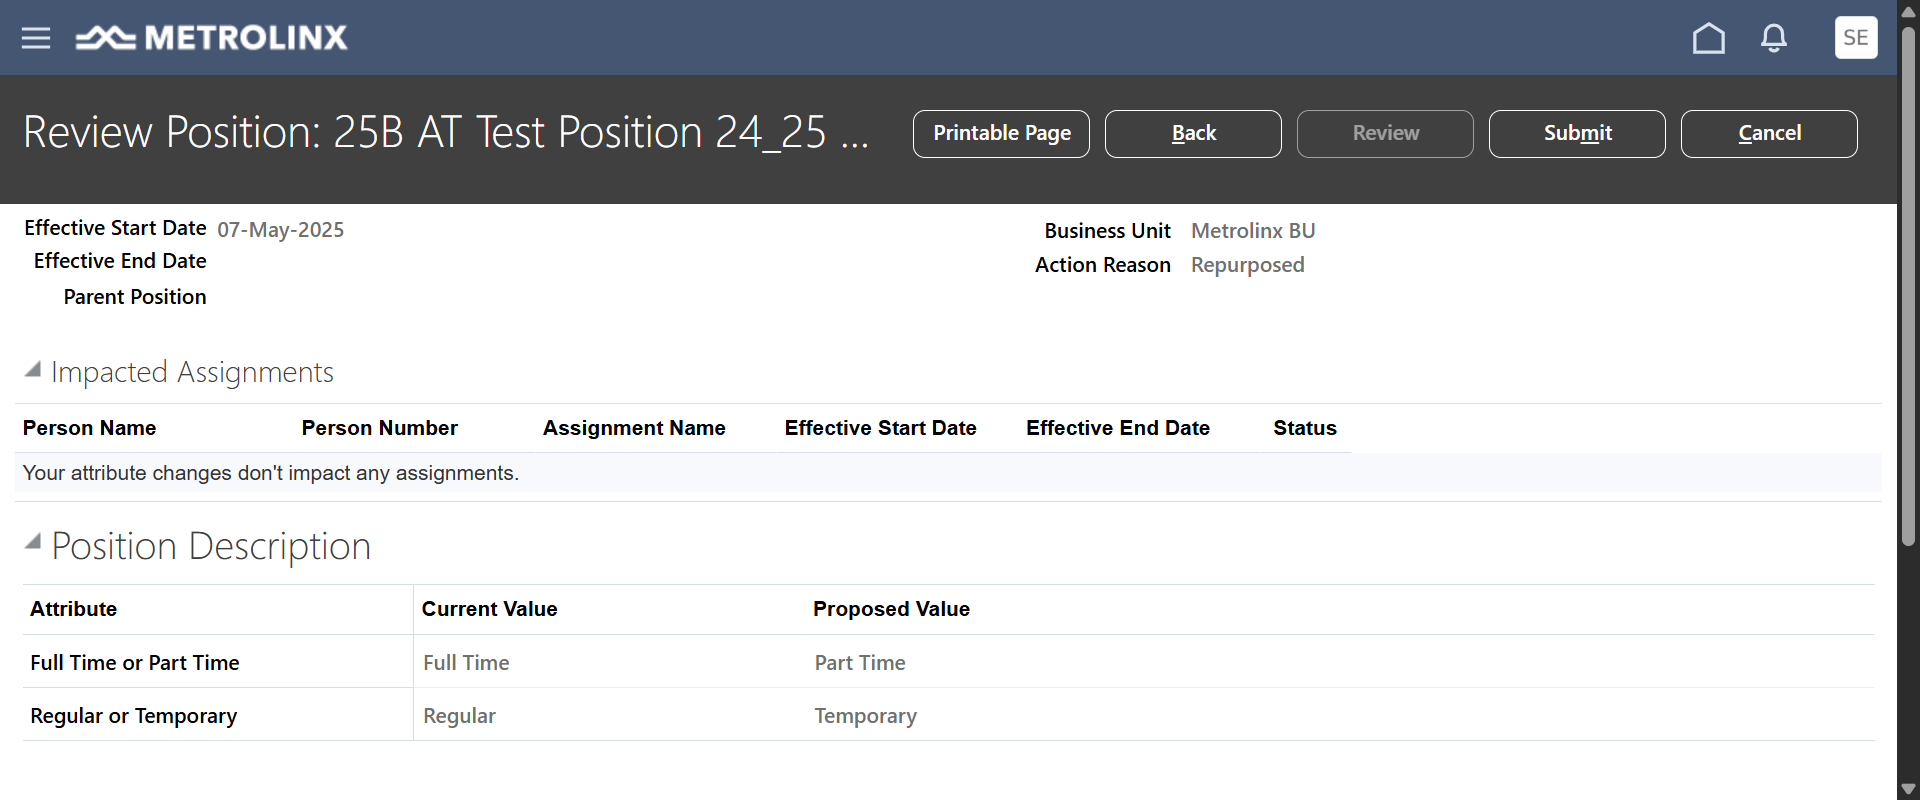 METROLINX
SE
Review Position: 25B AT Test Position 24_25 ...
Printable Page
Back
Review
Submit
Cancel
Effective Start Date 07-May-2025
Effective End Date
Parent Position
Business Unit Metrolinx BU
Action Reason Repurposed
Impacted Assignments
Person Name Person Number Assignment Name Effective Start Date Effective End Date Status
Your attribute changes don't impact any assignments.
Position Description
Attribute Current Value Proposed Value
Full Time or Part Time Full Time Part Time
Regular or Temporary Regular Temporary